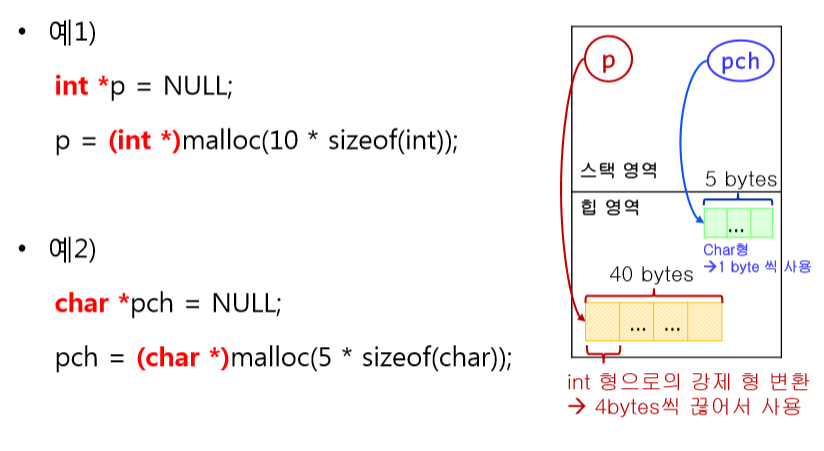 • 예1)
int *p = NULL;
p = (int *)malloc(10 * sizeof(int));
• 예2)
char *pch = NULL;
pch = (char *)malloc(5 * sizeof(char));
p
pch
스택 영역
5 bytes
힙 영역
...
Char형
→1 byte 씩 사용
40 bytes
... ...
int 형으로의 강제 형 변환
→ 4bytes씩 끊어서 사용